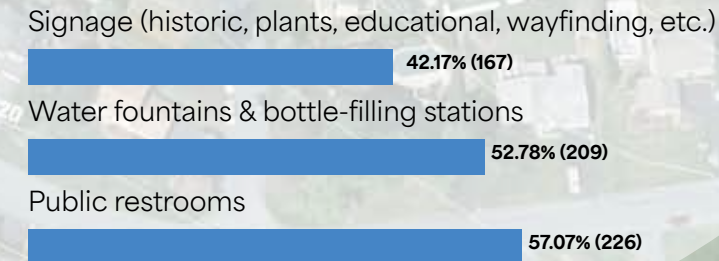 Signage (historic, plants, educational, wayfinding, etc.)
42.17% (167)
Water fountains & bottle-filling stations
52.78% (209)
Public restrooms
57.07% (226)